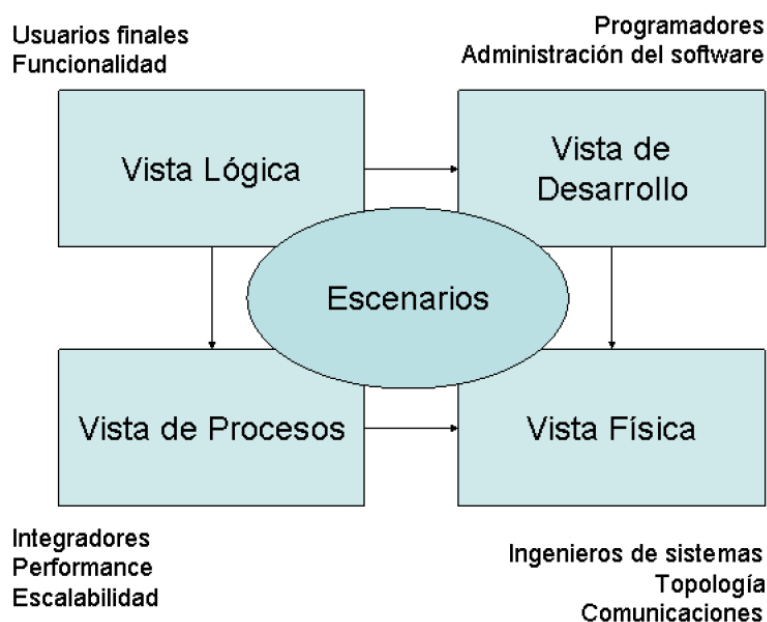 Usuarios finales
Funcionalidad
Programadores
Administración del software
Vista Lógica
Vista de
Desarrollo
Escenarios
Vista de Procesos
Vista Física
Integradores
Performance
Escalabilidad
Ingenieros de sistemas
Topología
Comunicaciones